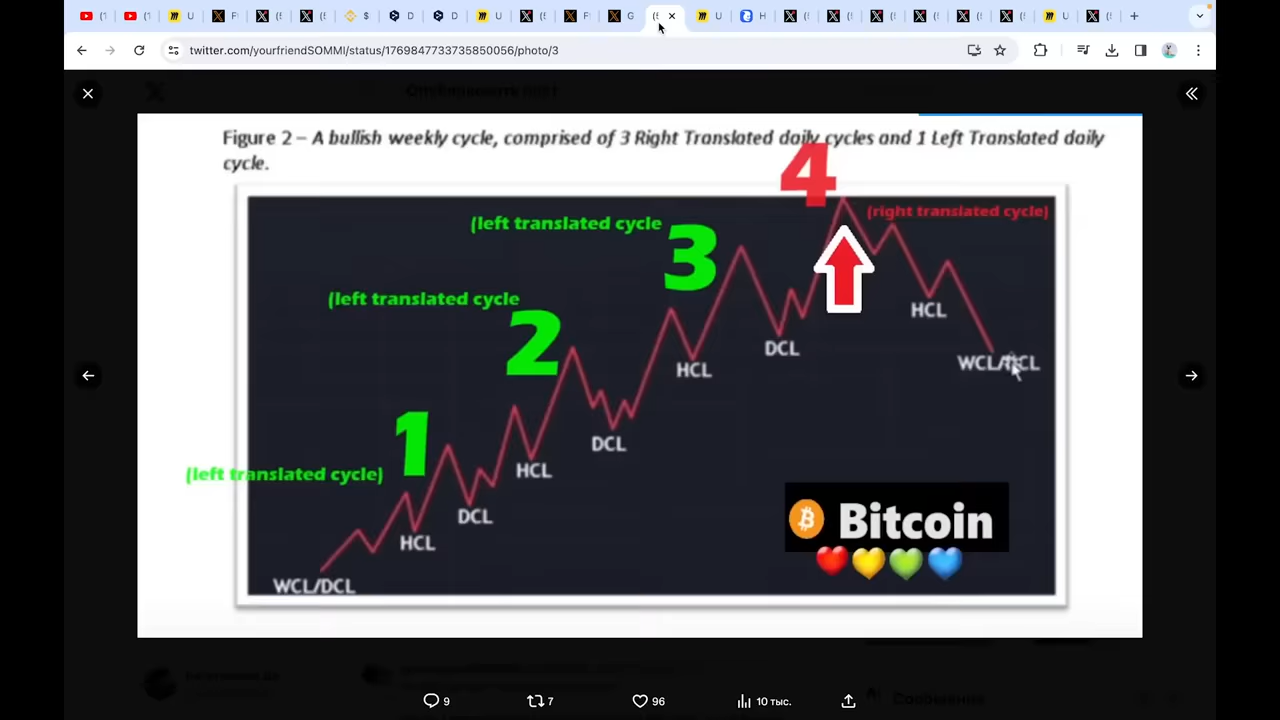 twitter.com/yourfriendSOMMI/status/1769847733735850056/photo/3
Figure 2 – A bullish weekly cycle, comprised of 3 Right Translated daily cycles and 1 Left Translated daily
cycle.
4
(right translated cycle)
(left translated cycle
3
(left translated cycle
2
HCL
DCL
WCL/DCL
HCL
1
DCL
(left translated cycle)
HCL
DCL
HCL
WCL/DCL
Bitcoin
9
7
96
10 тыс.